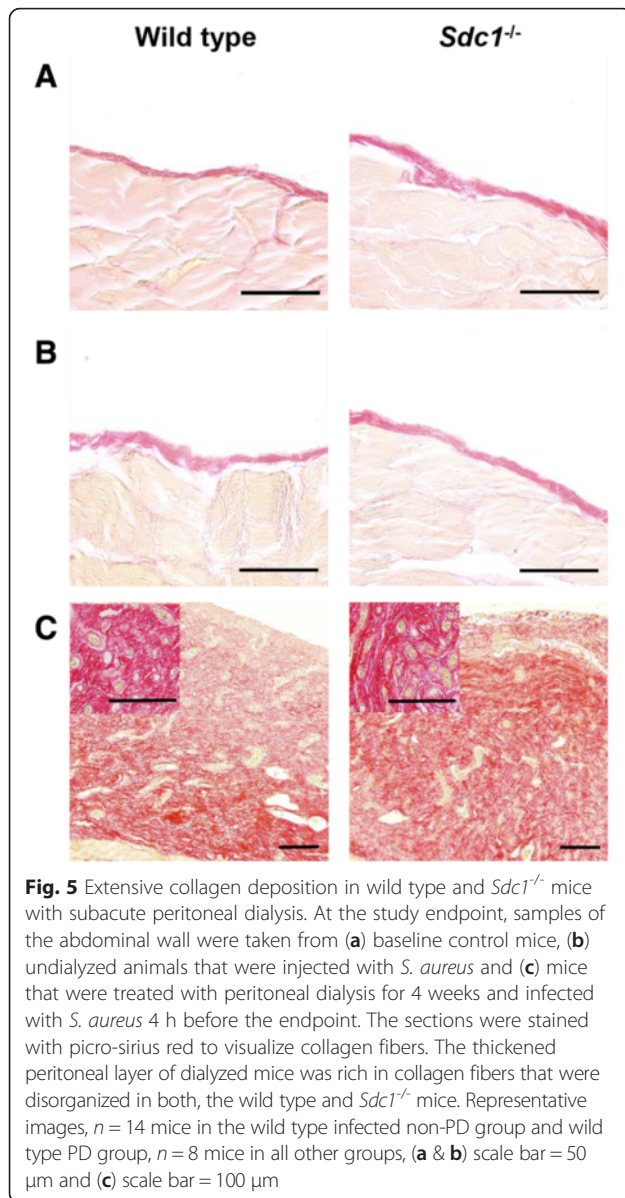 Wild type Sdc1-/-
A
B
C
Fig. 5 Extensive collagen deposition in wild type and Sdc1-/- mice
with subacute peritoneal dialysis. At the study endpoint, samples of
the abdominal wall were taken from (a) baseline control mice, (b)
undialyzed animals that were injected with S. aureus and (c) mice
that were treated with peritoneal dialysis for 4 weeks and infected
with S. aureus 4 h before the endpoint. The sections were stained
with picro-sirius red to visualize collagen fibers. The thickened
peritoneal layer of dialyzed mice was rich in collagen fibers that were
disorganized in both, the wild type and Sdc1-/- mice. Representative
images, n = 14 mice in the wild type infected non-PD group and wild
type PD group, n = 8 mice in all other groups, (a & b) scale bar = 50
μm and (c) scale bar = 100 μm